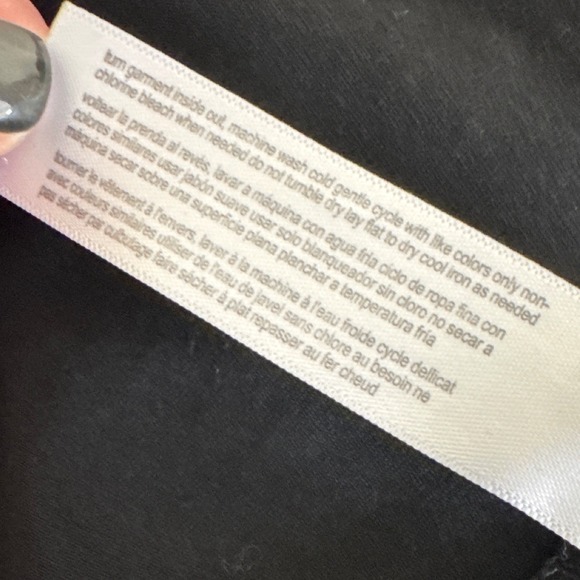 turn garment inside out, machine wash cold gentle cycle with like colors only non-
chlorine bleach when needed do not tumble dry lay flat to dry cool iron as needed
voltear la prenda al revés, lavar a máquina con agua fria ciclo de ropa fina con
colores similares usar jabón suave usar solo blanqueador sin cloro no secar a
máquina secar sobre una superficie plana planchar a temperatura fria
tourner le vêtement à l'envers, laver à la machine à l'eau froide cycle dellicat
avec couleurs similaires utiliser de l'eau de javel sans chlore au besoin ne
pas sécher par culbutage faire sécher à plat repasser au fer cheud